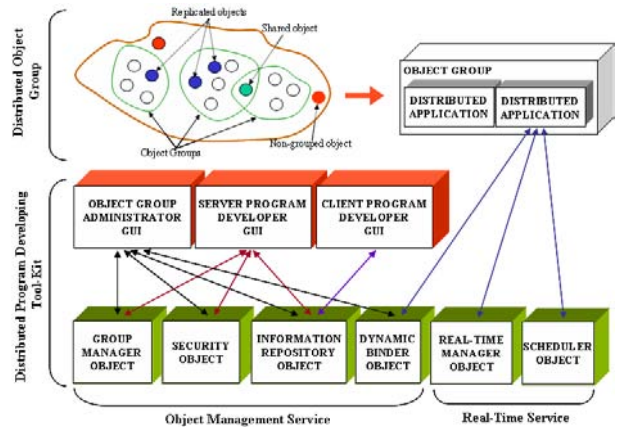 Replicated objects
Shared object
Distributed Object
Group
Object Groups
Non-grouped object
OBJECT GROUP
DISTRIBUTED
APPLICATION
DISTRIBUTED
APPLICATION
Distributed Program Developing
Tool-Kit
OBJECT GROUP
ADMINISTRATOR
GUI
SERVER PROGRAM
DEVELOPER
GUI
CLIENT PROGRAM
DEVELOPER
GUI
GROUP
MANAGER
OBJECT
SECURITY
OBJECT
INFORMATION
REPOSITORY
OBJECT
DYNAMIC
BINDER
OBJECT
REAL-TIME
MANAGER
OBJECT
SCHEDULER
OBJECT
Object Management Service
Real-Time Service